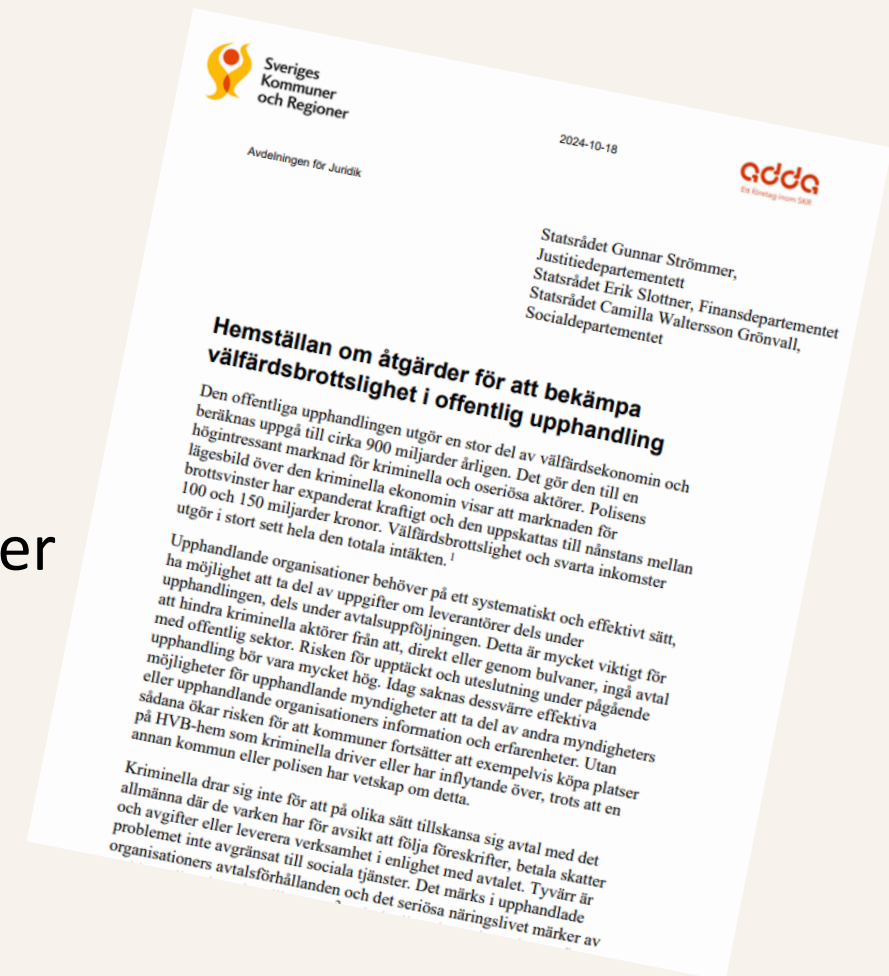 er
Sveriges
Kommuner
och Regioner
2024-10-18
adda
Ett företag inom SKR
Avdelningen för Juridik
Statsrådet Gunnar Strömmer,
Justitiedepartementett
Statsrådet Erik Slottner, Finansdepartementet
Statsrådet Camilla Waltersson Grönvall,
Socialdepartementet
Hemställan om åtgärder för att bekämpa
välfärdsbrottslighet i offentlig upphandling
Den offentliga upphandlingen utgör en stor del av välfärdsekonomin och
beräknas uppgå till cirka 900 miljarder årligen. Det gör den till en
högintressant marknad för kriminella och oseriösa aktörer. Polisens
lägesbild över den kriminella ekonomin visar att marknaden för
brottsvinster har expanderat kraftigt och den uppskattas till nånstans mellan
100 och 150 miljarder kronor. Välfärdsbrottslighet och svarta inkomster
utgör i stort sett hela den totala intäkten. 1
Upphandlande organisationer behöver på ett systematiskt och effektivt sätt,
ha möjlighet att ta del av uppgifter om leverantörer dels under
upphandlingen, dels under avtalsuppföljningen. Detta är mycket viktigt för
att hindra kriminella aktörer från att, direkt eller genom bulvaner, ingå avtal
med offentlig sektor. Risken för upptäckt och uteslutning under pågående
upphandling bör vara mycket hög. Idag saknas dessvärre effektiva
möjligheter för upphandlande myndigheter att ta del av andra myndigheters
eller upphandlande organisationers information och erfarenheter. Utan
sådana ökar risken för att kommuner fortsätter att exempelvis köpa platser
på HVB-hem som kriminella driver eller har inflytande över, trots att en
annan kommun eller polisen har vetskap om detta.
Kriminella drar sig inte för att på olika sätt tillskansa sig avtal med det
allmänna där de varken har för avsikt att följa föreskrifter, betala skatter
och avgifter eller leverera verksamhet i enlighet med avtalet. Tyvärr är
problemet inte avgränsat till sociala tjänster. Det märks i upphandlade
organisationers avtalsförhållanden och det seriösa näringslivet märker av